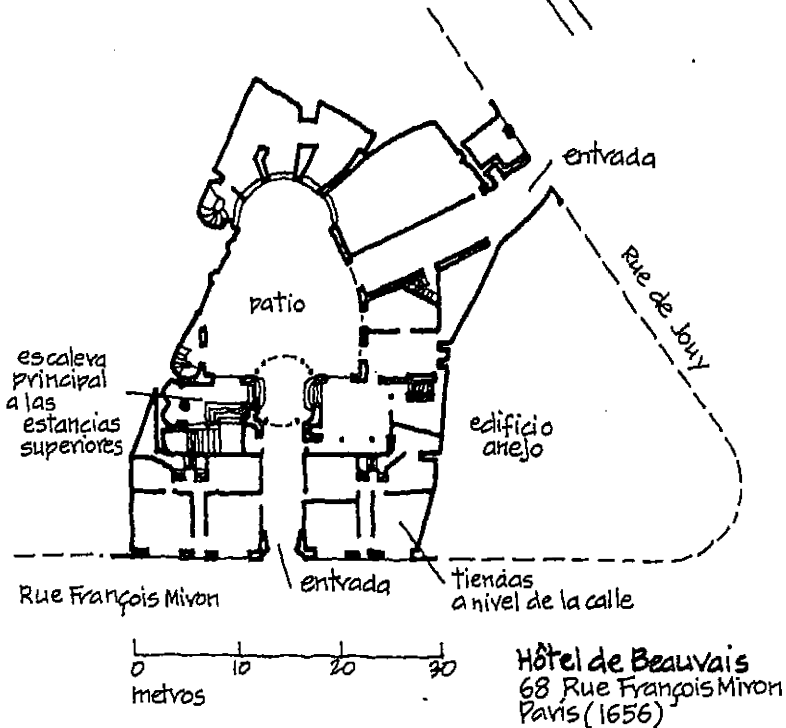 entrada
Rue de Jouy
patio
escalera
principal
a las
estancias
superiores
edificio
anejo
Rue François Miron
entrada
tiendas
a nivel de la calle
0 10 20 30
metros
Hôtel de Beauvais
68 Rue François Miron
París (1656)